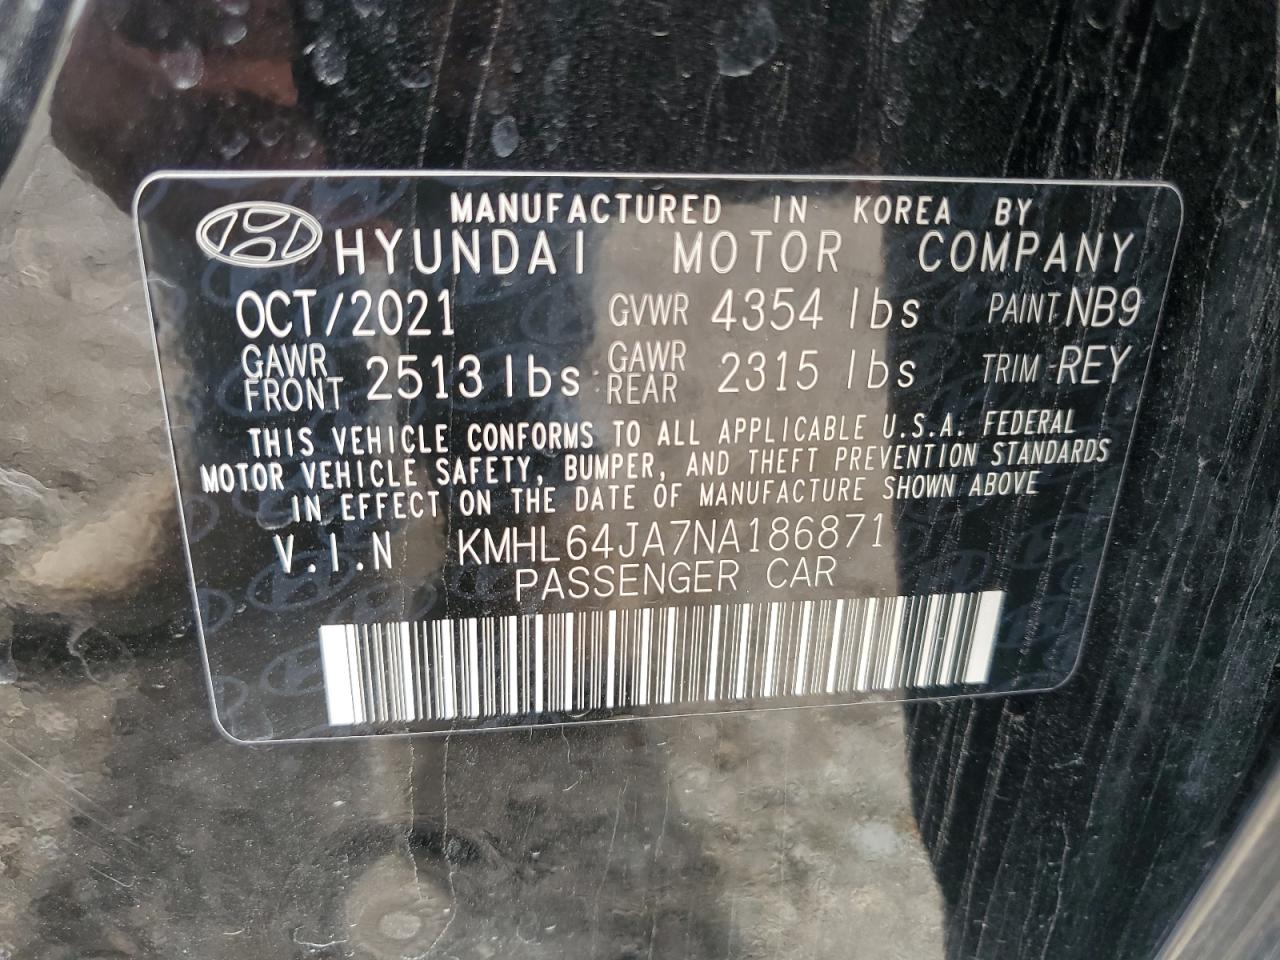 MANUFACTURED IN KOREA BY
HYUNDAI MOTOR COMPANY
OCT/2021 GVWR 4354 lbs PAINT:NB9
GAWR FRONT 2513 lbs GAWR REAR 2315 lbs TRIM:REY
THIS VEHICLE CONFORMS TO ALL APPLICABLE U.S.A. FEDERAL
MOTOR VEHICLE SAFETY, BUMPER, AND THEFT PREVENTION STANDARDS
IN EFFECT ON THE DATE OF MANUFACTURE SHOWN ABOVE
V.I.N KMHL64JA7NA186871
PASSENGER CAR